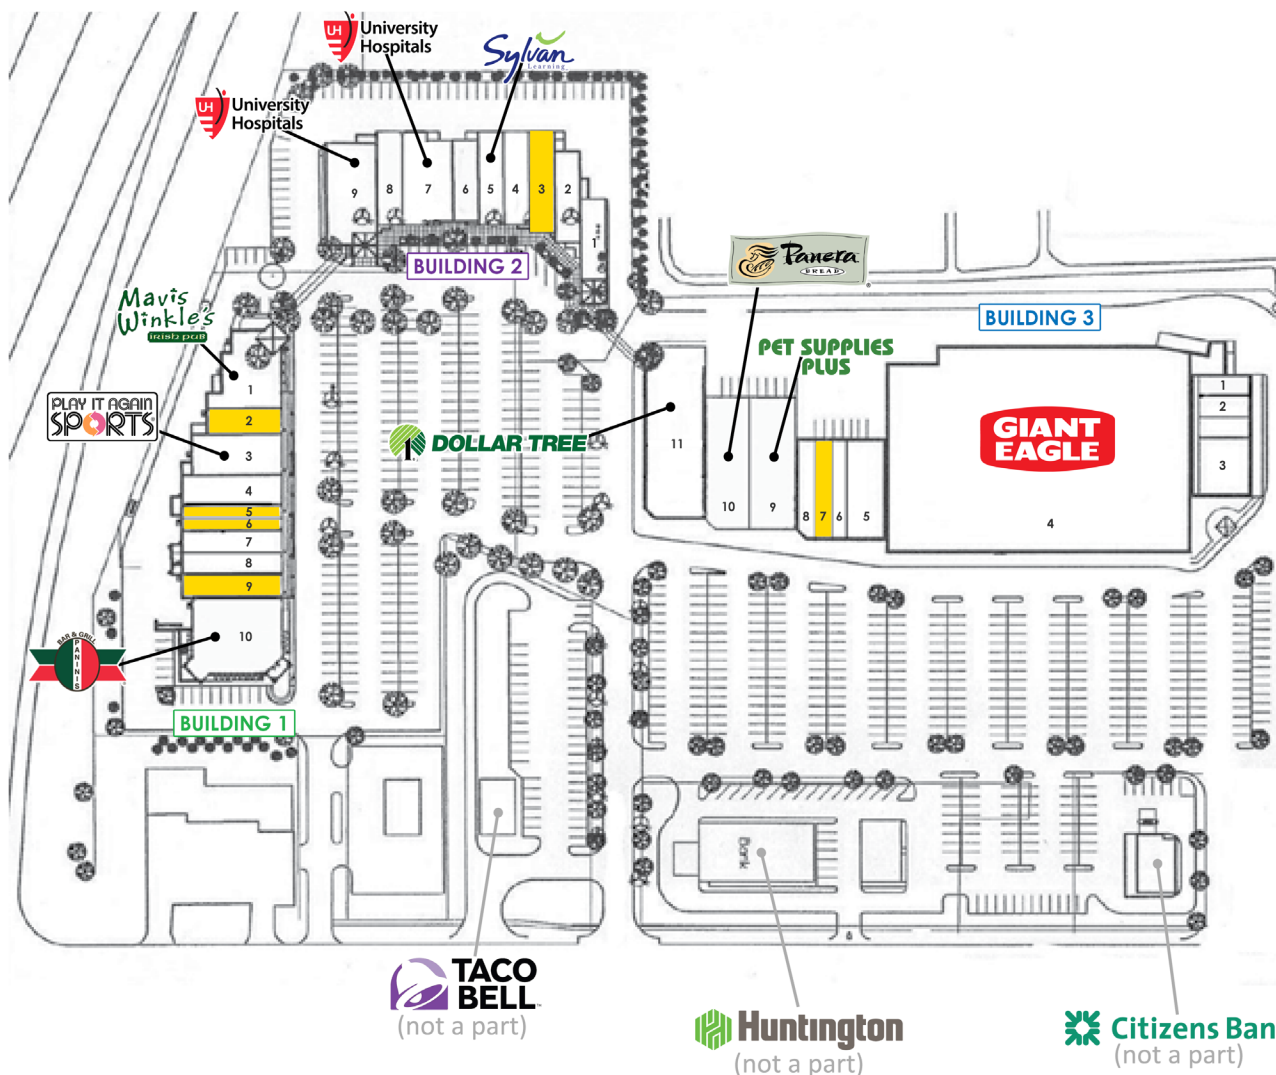 UH University
Hospitals
Sylvan
Learning
UH University
Hospitals
9
8
7
6
5
4
3
2
1
BUILDING 2
Panera
BREAD
BUILDING 3
Mavis
Winkle's
IRISH PUB
PET SUPPLIES
PLUS
PLAY IT AGAIN
SPORTS
DOLLAR TREE
GIANT
EAGLE
1
2
3
4
5
6
7
8
9
10
11
10
9
8
7
6
5
4
1
2
3
BAR & GRILL
PANINIS
BUILDING 1
Bank
TACO
BELL
(not a part)
Huntington
(not a part)
Citizens Ban
(not a part)